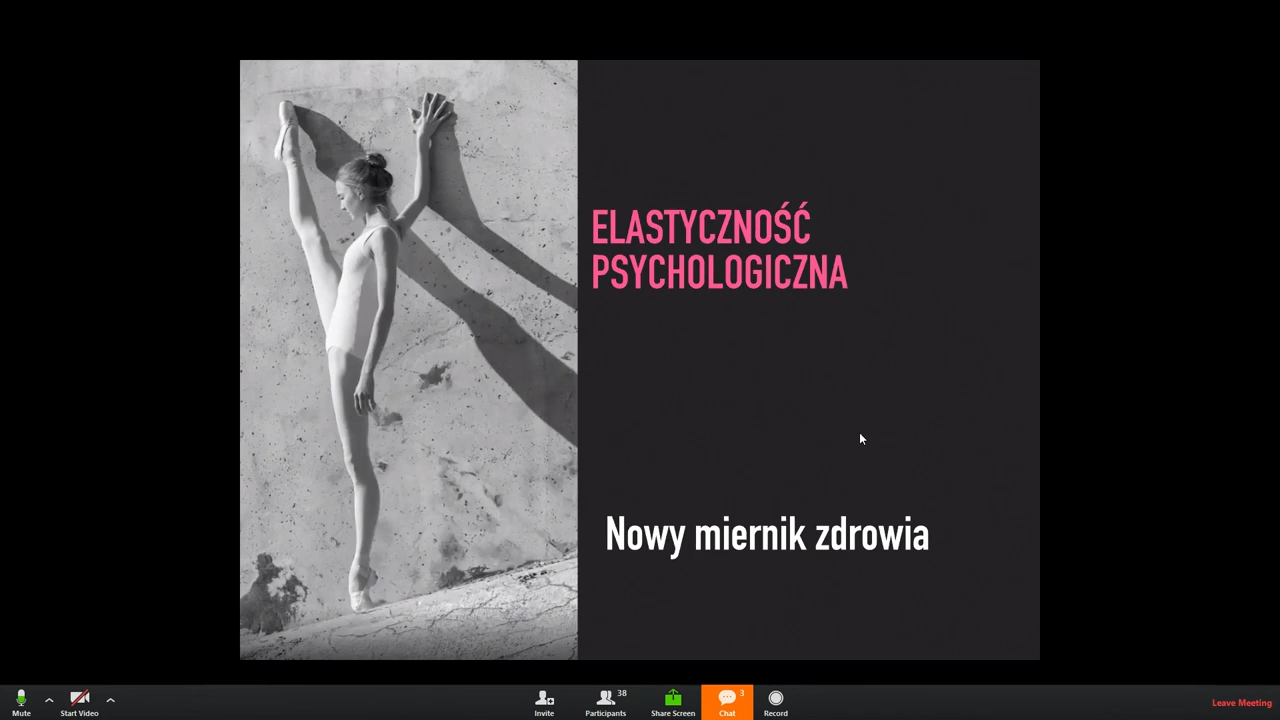 ELASTYCZNOŚĆ
PSYCHOLOGICZNA
Nowy miernik zdrowia
Mute
Start Video
Invite
38
Participants
Share Screen
3
Chat
Record
Leave Meeting